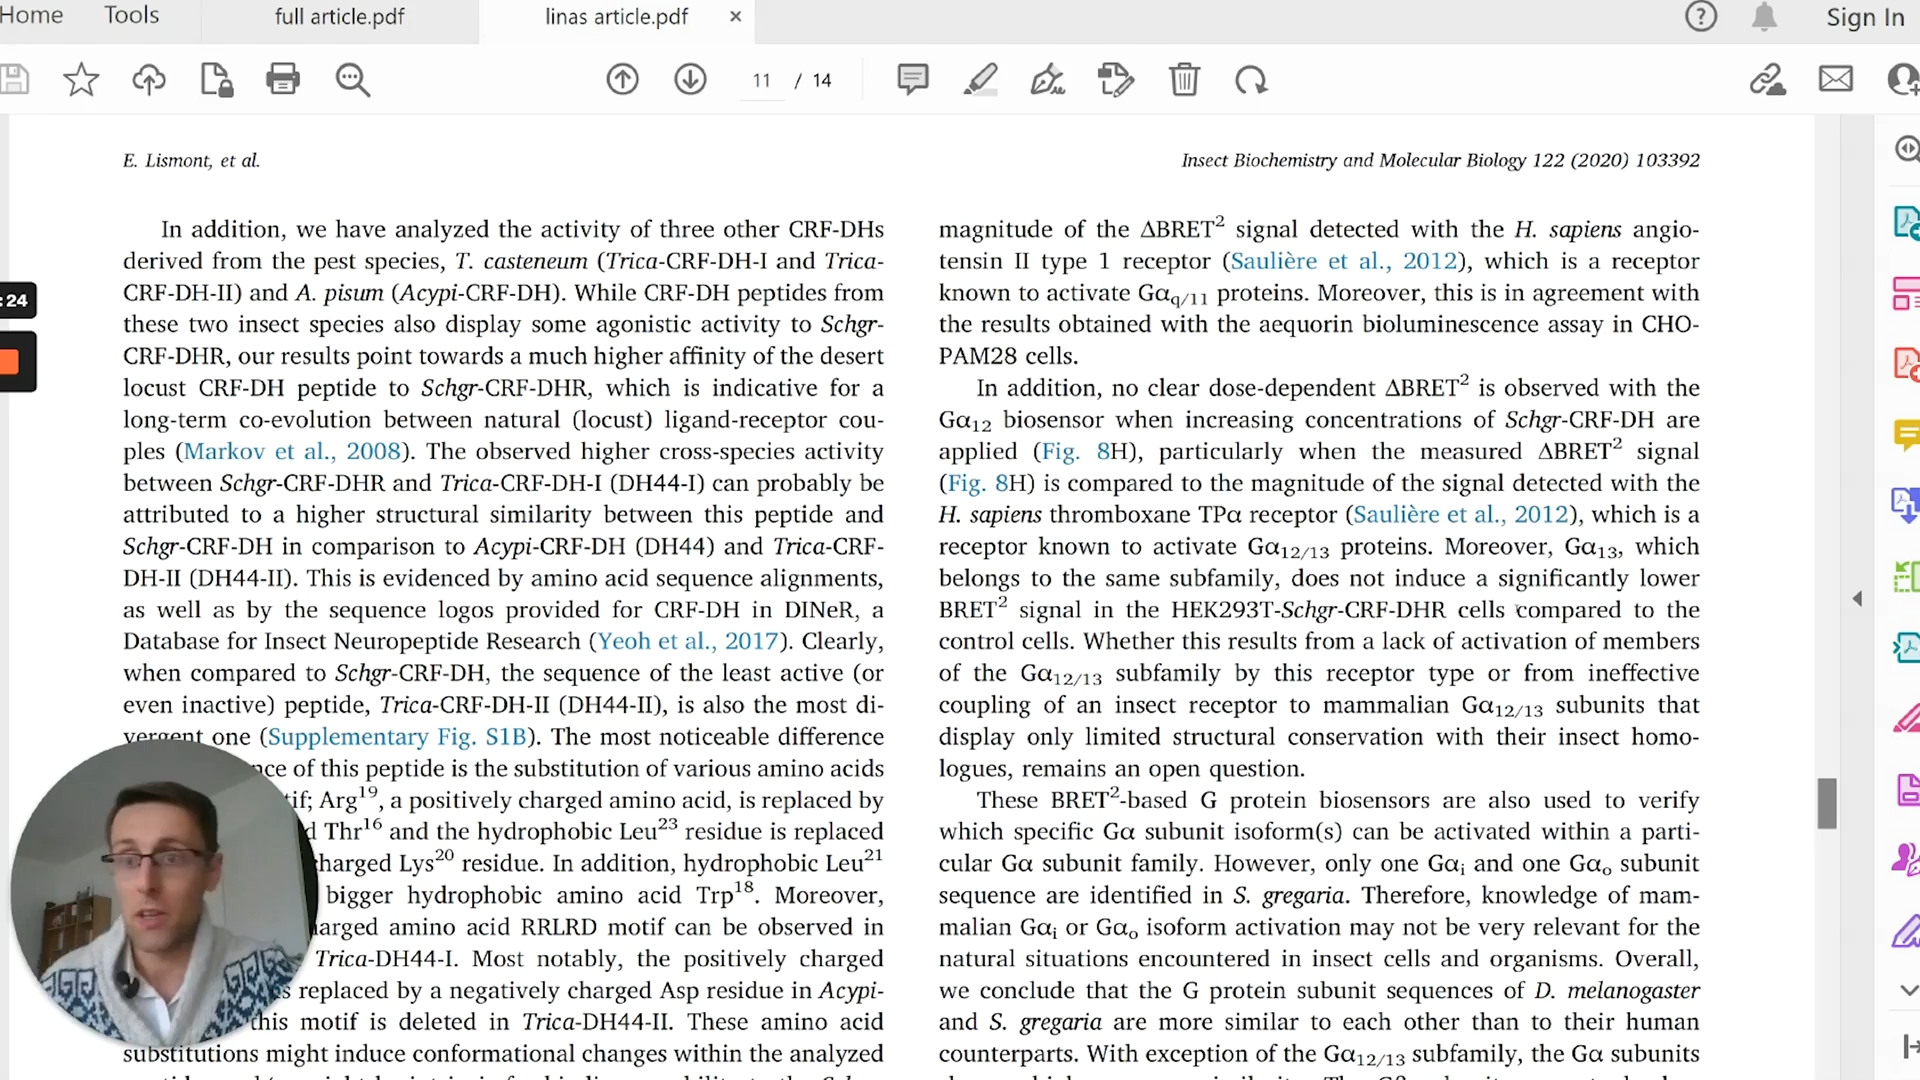 Home Tools full article.pdf linas article.pdf × Sign In
11 / 14
E. Lismont, et al. Insect Biochemistry and Molecular Biology 122 (2020) 103392
:24
In addition, we have analyzed the activity of three other CRF-DHs
derived from the pest species, T. casteneum (Trica-CRF-DH-I and Trica-
CRF-DH-II) and A. pisum (Acypi-CRF-DH). While CRF-DH peptides from
these two insect species also display some agonistic activity to Schgr-
CRF-DHR, our results point towards a much higher affinity of the desert
locust CRF-DH peptide to Schgr-CRF-DHR, which is indicative for a
long-term co-evolution between natural (locust) ligand-receptor cou-
ples (Markov et al., 2008). The observed higher cross-species activity
between Schgr-CRF-DHR and Trica-CRF-DH-I (DH44-I) can probably be
attributed to a higher structural similarity between this peptide and
Schgr-CRF-DH in comparison to Acypi-CRF-DH (DH44) and Trica-CRF-
DH-II (DH44-II). This is evidenced by amino acid sequence alignments,
as well as by the sequence logos provided for CRF-DH in DINeR, a
Database for Insect Neuropeptide Research (Yeoh et al., 2017). Clearly,
when compared to Schgr-CRF-DH, the sequence of the least active (or
even inactive) peptide, Trica-CRF-DH-II (DH44-II), is also the most di-
vergent one (Supplementary Fig. S1B). The most noticeable difference
nce of this peptide is the substitution of various amino acids
tif; Arg¹⁹, a positively charged amino acid, is replaced by
d Thr¹⁶ and the hydrophobic Leu²³ residue is replaced
harged Lys²⁰ residue. In addition, hydrophobic Leu²¹
bigger hydrophobic amino acid Trp¹⁸. Moreover,
arged amino acid RRLRD motif can be observed in
Trica-DH44-I. Most notably, the positively charged
s replaced by a negatively charged Asp residue in Acypi-
this motif is deleted in Trica-DH44-II. These amino acid
substitutions might induce conformational changes within the analyzed
magnitude of the ΔBRET² signal detected with the H. sapiens angio-
tensin II type 1 receptor (Saulière et al., 2012), which is a receptor
known to activate Gαq/11 proteins. Moreover, this is in agreement with
the results obtained with the aequorin bioluminescence assay in CHO-
PAM28 cells.
In addition, no clear dose-dependent ΔBRET² is observed with the
Gα12 biosensor when increasing concentrations of Schgr-CRF-DH are
applied (Fig. 8H), particularly when the measured ΔBRET² signal
(Fig. 8H) is compared to the magnitude of the signal detected with the
H. sapiens thromboxane TPα receptor (Saulière et al., 2012), which is a
receptor known to activate Gα12/13 proteins. Moreover, Gα13, which
belongs to the same subfamily, does not induce a significantly lower
BRET² signal in the HEK293T-Schgr-CRF-DHR cells compared to the
control cells. Whether this results from a lack of activation of members
of the Gα12/13 subfamily by this receptor type or from ineffective
coupling of an insect receptor to mammalian Gα12/13 subunits that
display only limited structural conservation with their insect homo-
logues, remains an open question.
These BRET²-based G protein biosensors are also used to verify
which specific Gα subunit isoform(s) can be activated within a parti-
cular Gα subunit family. However, only one Gαi and one Gαo subunit
sequence are identified in S. gregaria. Therefore, knowledge of mam-
malian Gαi or Gαo isoform activation may not be very relevant for the
natural situations encountered in insect cells and organisms. Overall,
we conclude that the G protein subunit sequences of D. melanogaster
and S. gregaria are more similar to each other than to their human
counterparts. With exception of the Gα12/13 subfamily, the Gα subunits